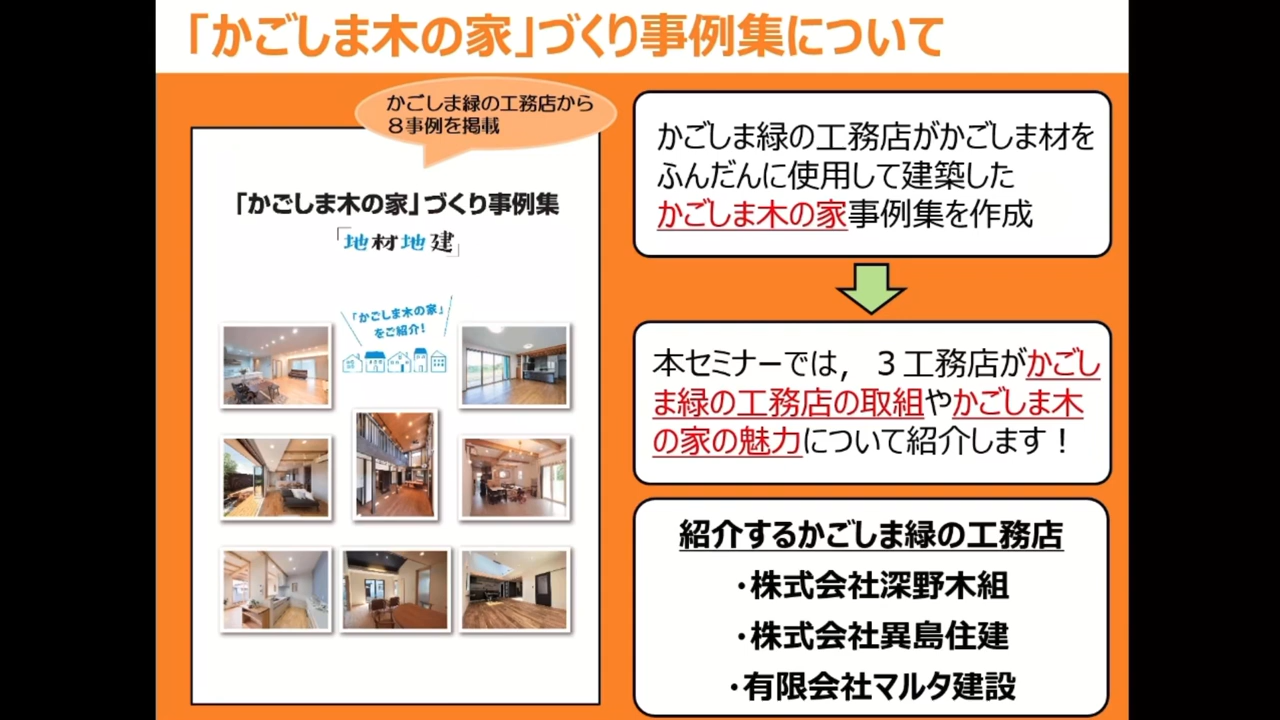 「かごしま木の家」づくり事例集について
かごしま緑の工務店から
８事例を掲載
「かごしま木の家」づくり事例集
「地材地建」
「かごしま木の家」
をご紹介！
かごしま緑の工務店がかごしま材を
ふんだんに使用して建築した
かごしま木の家事例集を作成
本セミナーでは，３工務店がかごし
ま緑の工務店の取組やかごしま木
の家の魅力について紹介します！
紹介するかごしま緑の工務店
・株式会社深野木組
・株式会社異島住建
・有限会社マルタ建設